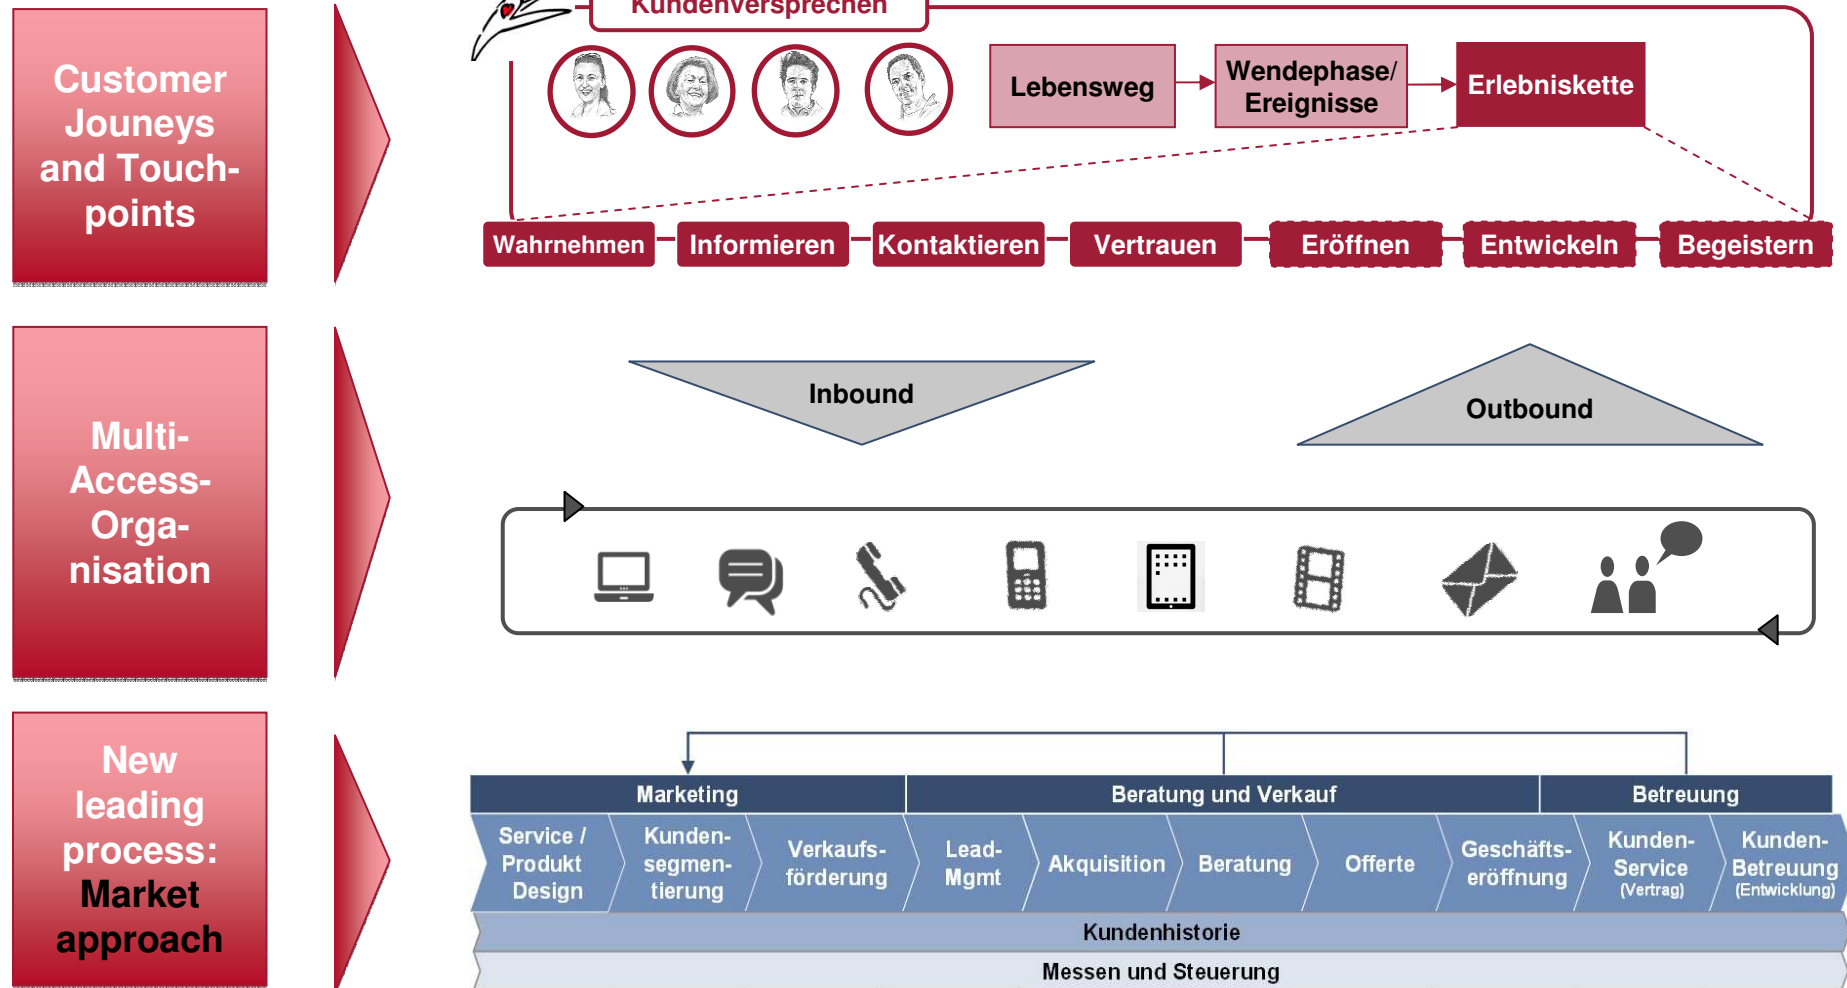 Kundenversprechen
Customer
Jouneys
and Touch-
points
Lebensweg
Wendephase/
Ereignisse
Erlebniskette
Wahrnehmen
Informieren
Kontaktieren
Vertrauen
Eröffnen
Entwickeln
Begeistern
Multi-
Access-
Orga-
nisation
Inbound
Outbound
New
leading
process:
Market
approach
Marketing
Beratung und Verkauf
Betreuung
Service /
Produkt
Design
Kunden-
segmen-
tierung
Verkaufs-
förderung
Lead-
Mgmt
Akquisition
Beratung
Offerte
Geschäfts-
eröffnung
Kunden-
Service
(Vertrag)
Kunden-
Betreuung
(Entwicklung)
Kundenhistorie
Messen und Steuerung